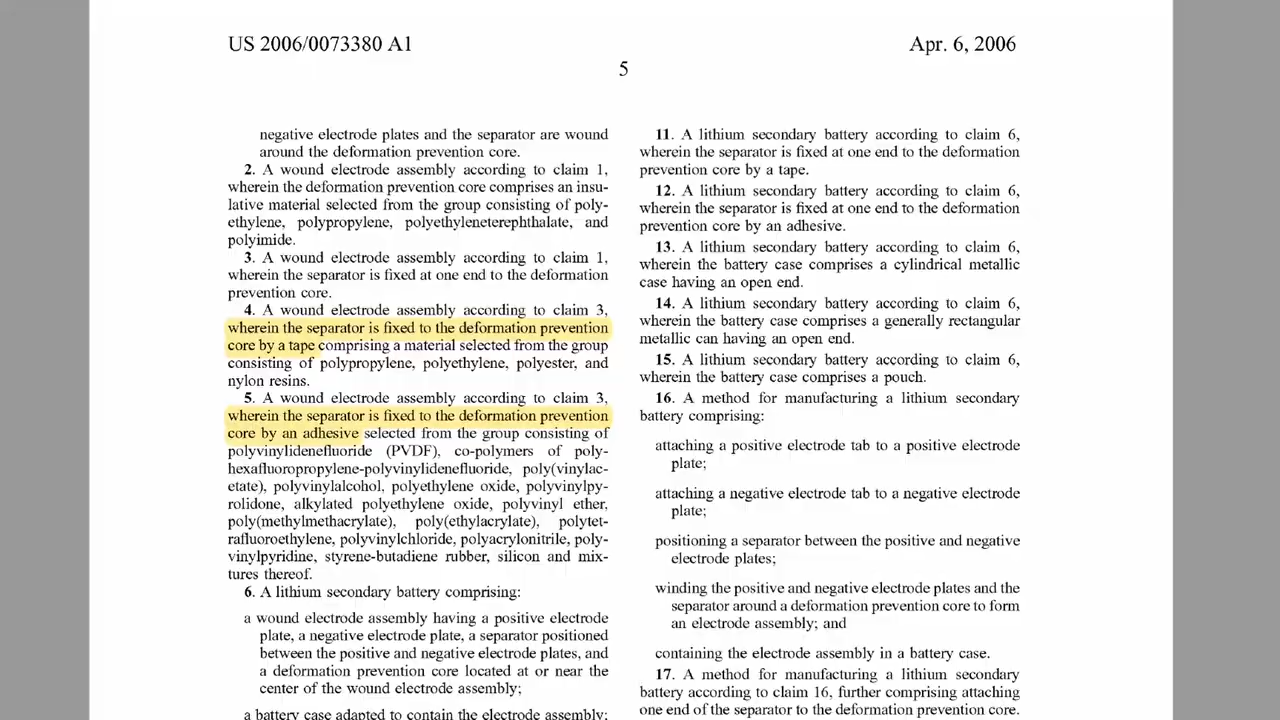 US 2006/0073380 A1
Apr. 6, 2006
5
negative electrode plates and the separator are wound
around the deformation prevention core.
2. A wound electrode assembly according to claim 1,
wherein the deformation prevention core comprises an insu-
lative material selected from the group consisting of poly-
ethylene, polypropylene, polyethyleneterephthalate, and
polyimide.
3. A wound electrode assembly according to claim 1,
wherein the separator is fixed at one end to the deformation
prevention core.
4. A wound electrode assembly according to claim 3,
wherein the separator is fixed to the deformation prevention
core by a tape comprising a material selected from the group
consisting of polypropylene, polyethylene, polyester, and
nylon resins.
5. A wound electrode assembly according to claim 3,
wherein the separator is fixed to the deformation prevention
core by an adhesive selected from the group consisting of
polyvinylidenefluoride (PVDF), co-polymers of poly-
hexafluoropropylene-polyvinylidenefluoride, poly(vinylac-
etate), polyvinylalcohol, polyethylene oxide, polyvinylpy-
rolidone, alkylated polyethylene oxide, polyvinyl ether,
poly(methylmethacrylate), poly(ethylacrylate), polytet-
rafluoroethylene, polyvinylchloride, polyacrylonitrile, poly-
vinylpyridine, styrene-butadiene rubber, silicon and mix-
tures thereof.
6. A lithium secondary battery comprising:
a wound electrode assembly having a positive electrode
plate, a negative electrode plate, a separator positioned
between the positive and negative electrode plates, and
a deformation prevention core located at or near the
center of the wound electrode assembly;
a battery case adapted to contain the electrode assembly;
11. A lithium secondary battery according to claim 6,
wherein the separator is fixed at one end to the deformation
prevention core by a tape.
12. A lithium secondary battery according to claim 6,
wherein the separator is fixed at one end to the deformation
prevention core by an adhesive.
13. A lithium secondary battery according to claim 6,
wherein the battery case comprises a cylindrical metallic
case having an open end.
14. A lithium secondary battery according to claim 6,
wherein the battery case comprises a generally rectangular
metallic can having an open end.
15. A lithium secondary battery according to claim 6,
wherein the battery case comprises a pouch.
16. A method for manufacturing a lithium secondary
battery comprising:
attaching a positive electrode tab to a positive electrode
plate;
attaching a negative electrode tab to a negative electrode
plate;
positioning a separator between the positive and negative
electrode plates;
winding the positive and negative electrode plates and the
separator around a deformation prevention core to form
an electrode assembly; and
containing the electrode assembly in a battery case.
17. A method for manufacturing a lithium secondary
battery according to claim 16, further comprising attaching
one end of the separator to the deformation prevention core.